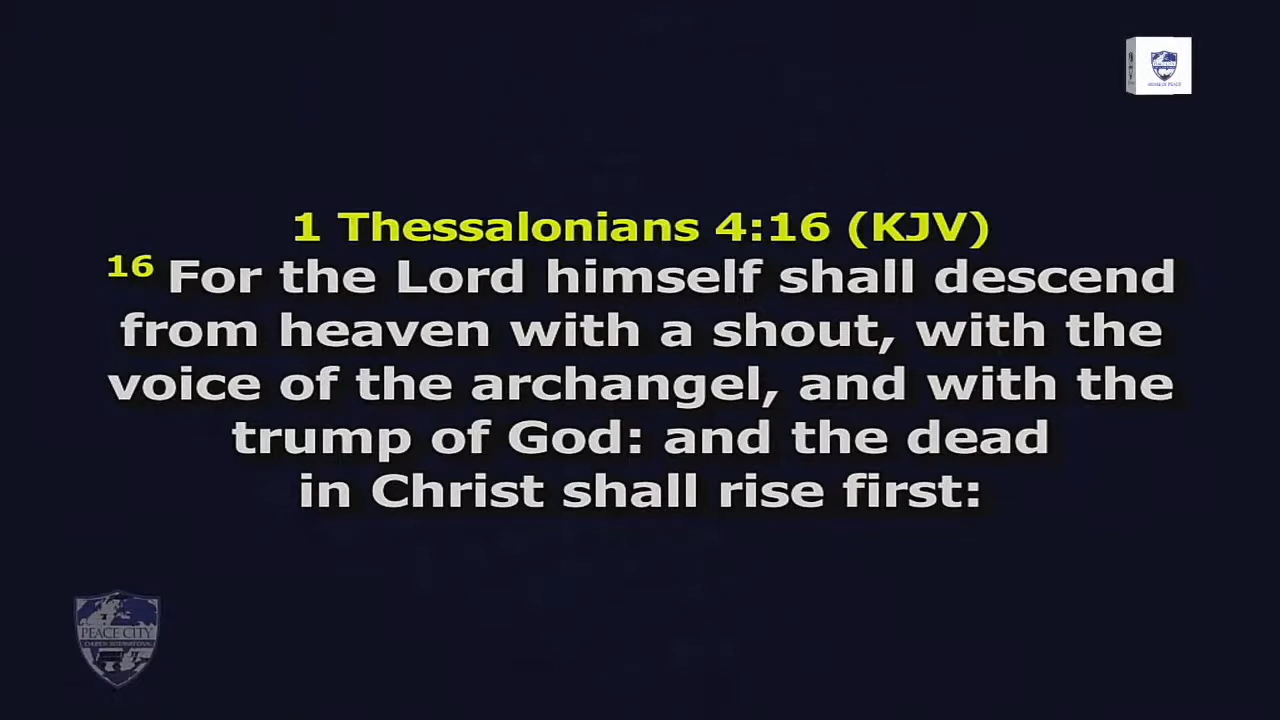 1 Thessalonians 4:16 (KJV)
16 For the Lord himself shall descend
from heaven with a shout, with the
voice of the archangel, and with the
trump of God: and the dead
in Christ shall rise first:
PEACE CITY
CHURCH INTERNATIONAL